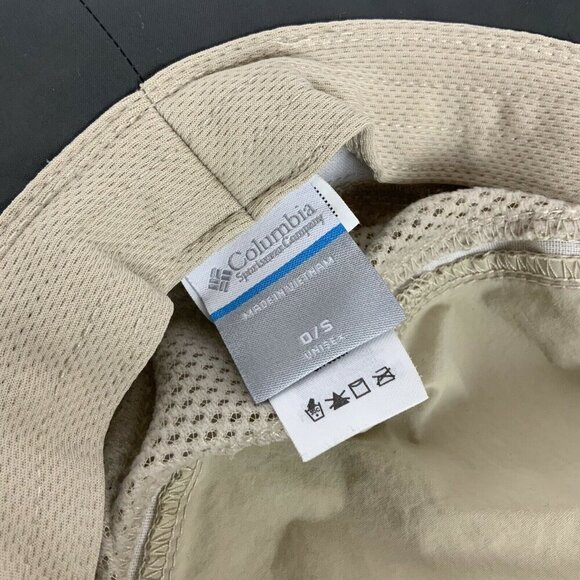 Columbia
Sportswear Company
MADE IN VIETNAM
O/S
UNISEX